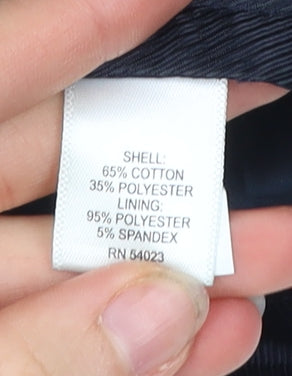 SHELL:
65% COTTON
35% POLYESTER
LINING:
95% POLYESTER
5% SPANDEX
RN 54023